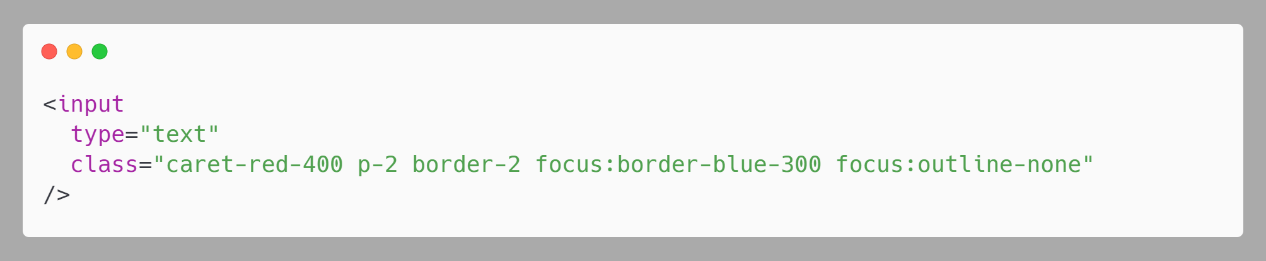 <input
  type="text"
  class="caret-red-400 p-2 border-2 focus:border-blue-300 focus:outline-none"
/>